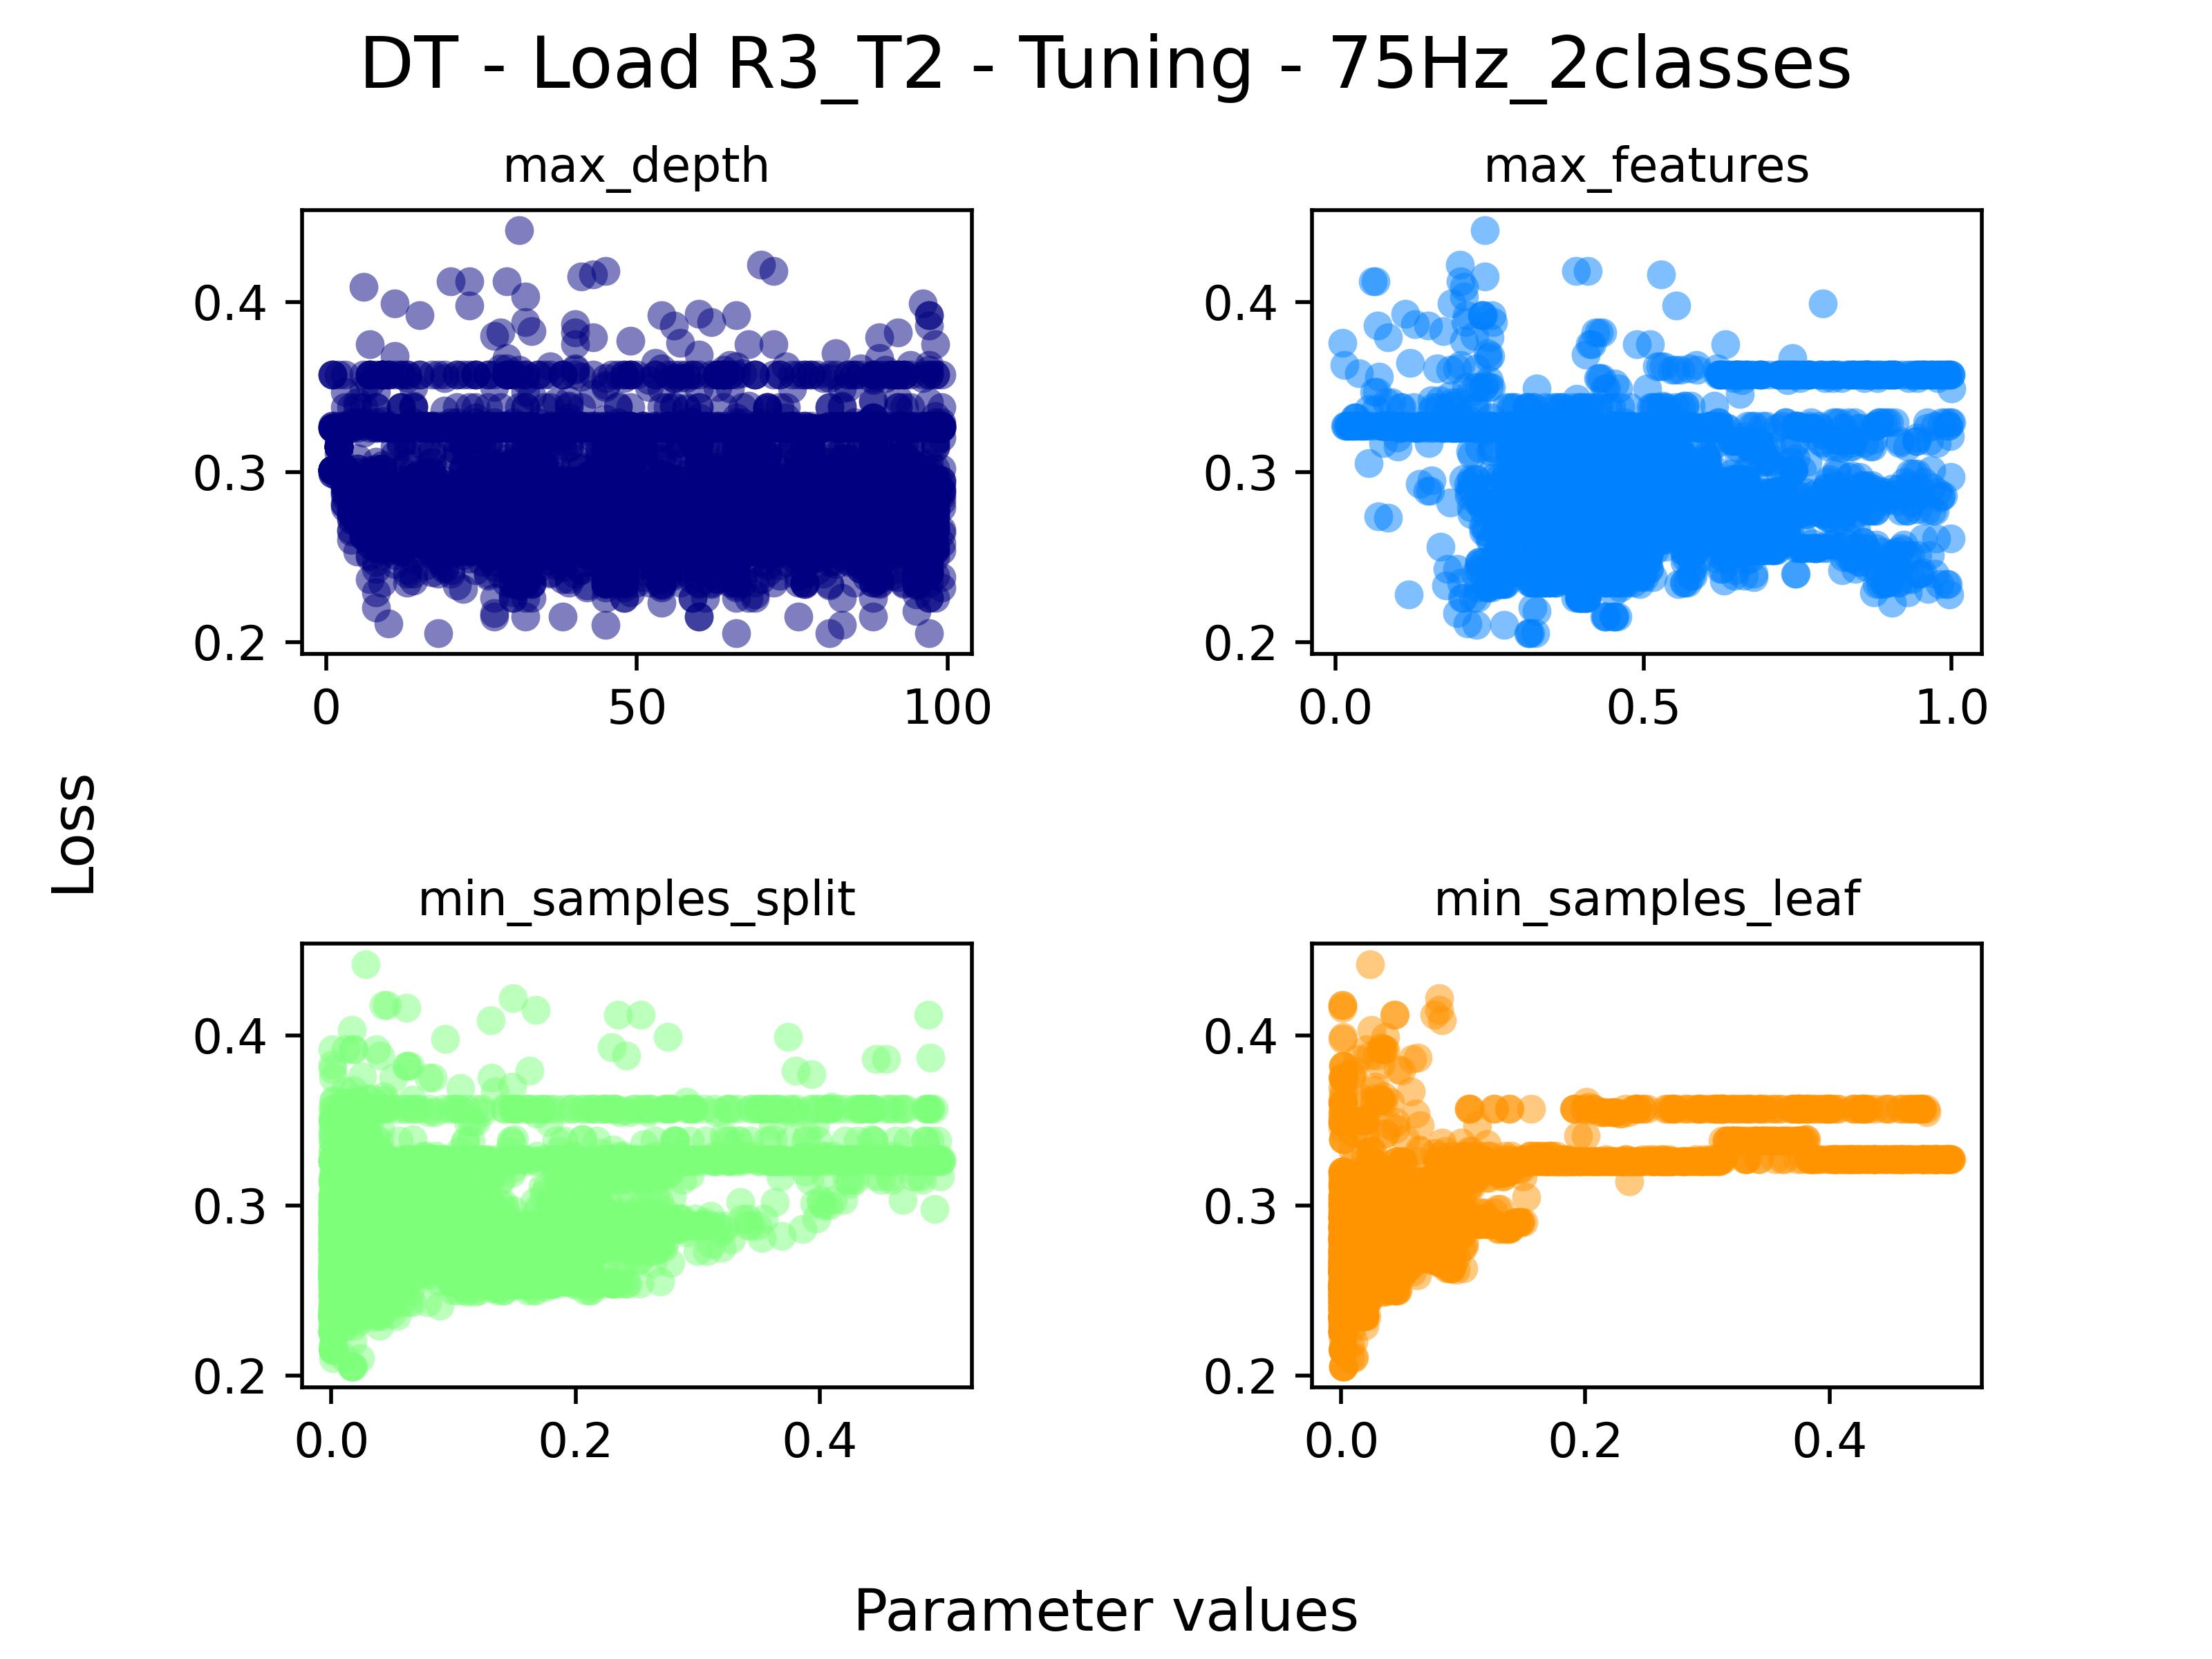 DT - Load R3_T2 - Tuning - 75Hz_2classes
max_depth
0.4
0.3
0.2
0 50 100
max_features
0.4
0.3
0.2
0.0 0.5 1.0
Loss
min_samples_split
0.4
0.3
0.2
0.0 0.2 0.4
min_samples_leaf
0.4
0.3
0.2
0.0 0.2 0.4
Parameter values